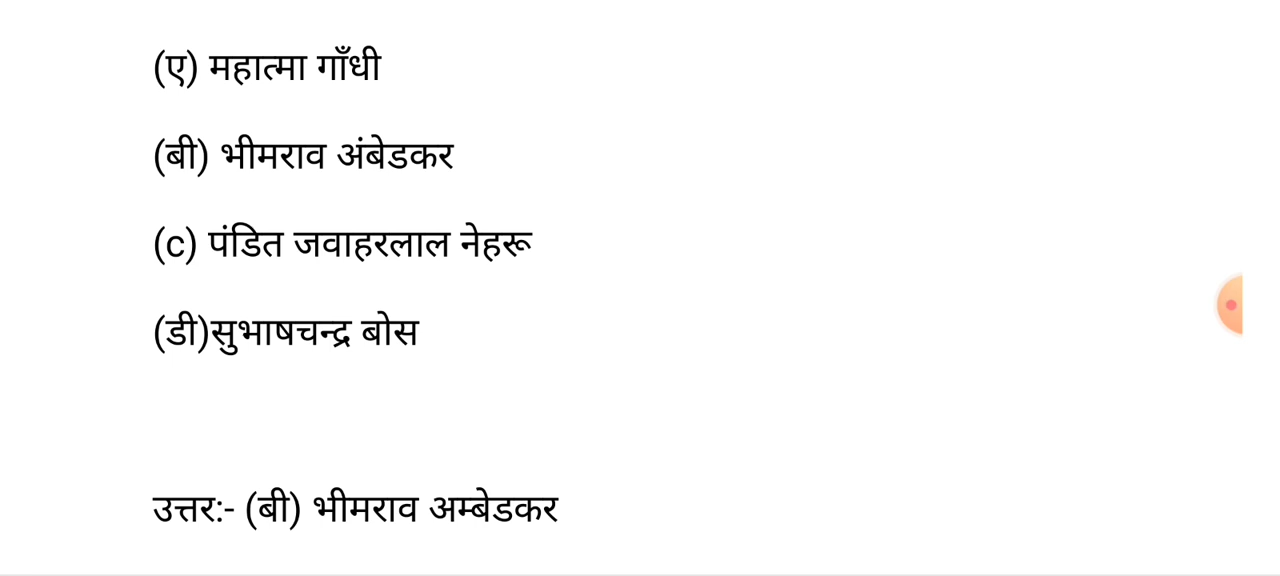 (ए) महात्मा गाँधी
(बी) भीमराव अंबेडकर
(c) पंडित जवाहरलाल नेहरू
(डी)सुभाषचन्द्र बोस
उत्तर:- (बी) भीमराव अम्बेडकर